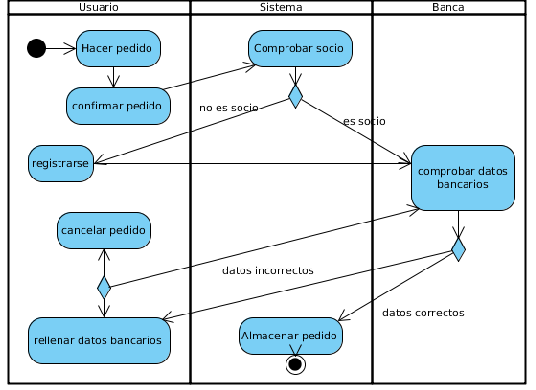 Usuario
Sistema
Banca
Hacer pedido
Comprobar socio
confirmar pedido
no es socio
es socio
registrarse
comprobar datos
bancarios
cancelar pedido
datos incorrectos
datos correctos
rellenar datos bancarios
Almacenar pedido